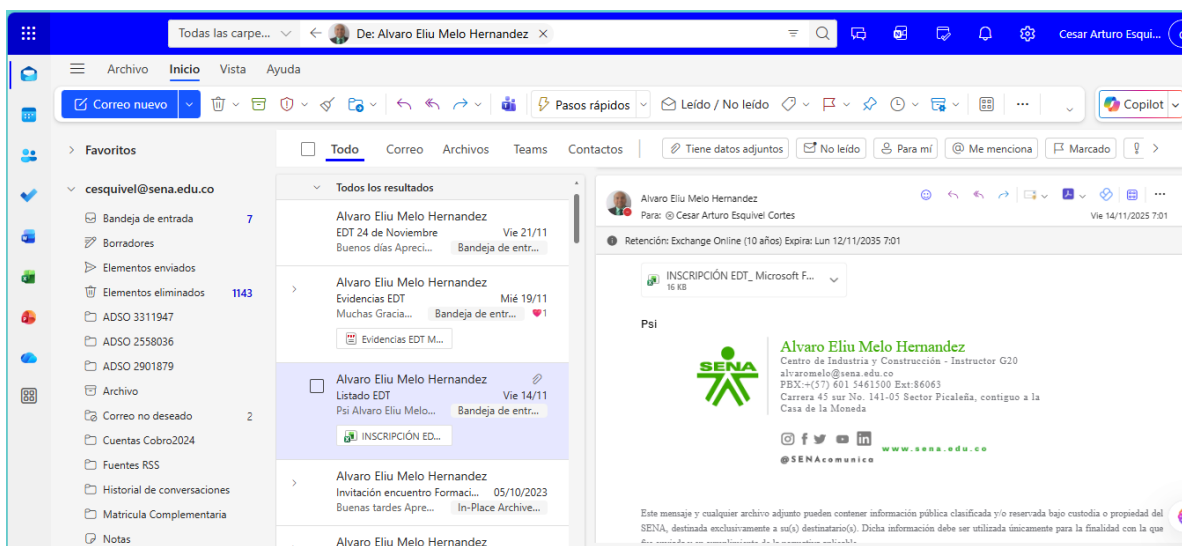 Todas las carpe...
De: Alvaro Eliu Melo Hernandez
Cesar Arturo Esqui...
Archivo Inicio Vista Ayuda
Correo nuevo
Pasos rápidos
Leído / No leído
Copilot
Favoritos
Todo Correo Archivos Teams Contactos
Tiene datos adjuntos No leído Para mí Me menciona Marcado
cesquivel@sena.edu.co
Bandeja de entrada 7
Borradores
Elementos enviados
Elementos eliminados 1143
ADSO 3311947
ADSO 2558036
ADSO 2901879
Archivo
Correo no deseado 2
Cuentas Cobro2024
Fuentes RSS
Historial de conversaciones
Matricula Complementaria
Notas
Todos los resultados
Alvaro Eliu Melo Hernandez
EDT 24 de Noviembre Vie 21/11
Buenos días Apreci... Bandeja de entr...
Alvaro Eliu Melo Hernandez
Evidencias EDT Mié 19/11
Muchas Gracia... Bandeja de entr... 1
Evidencias EDT M...
Alvaro Eliu Melo Hernandez
Listado EDT Vie 14/11
Psi Alvaro Eliu Melo... Bandeja de entr...
INSCRIPCIÓN ED...
Alvaro Eliu Melo Hernandez
Invitación encuentro Formaci... 05/10/2023
Buenas tardes Apre... In-Place Archive...
Alvaro Eliu Melo Hernandez
Alvaro Eliu Melo Hernandez
Para: Cesar Arturo Esquivel Cortes
Vie 14/11/2025 7:01
Retención: Exchange Online (10 años) Expira: Lun 12/11/2035 7:01
INSCRIPCIÓN EDT_ Microsoft F...
16 KB
Psi
SENA
Alvaro Eliu Melo Hernandez
Centro de Industria y Construcción - Instructor G20
alvaromelo@sena.edu.co
PBX:+(57) 601 5461500 Ext:86063
Carrera 45 sur No. 141-05 Sector Picaleña, contiguo a la
Casa de la Moneda
www.sena.edu.co
@SENAcomunica
Este mensaje y cualquier archivo adjunto pueden contener información pública clasificada y/o reservada bajo custodia o propiedad del
SENA, destinada exclusivamente a su(s) destinatario(s). Dicha información debe ser utilizada únicamente para la finalidad con la que